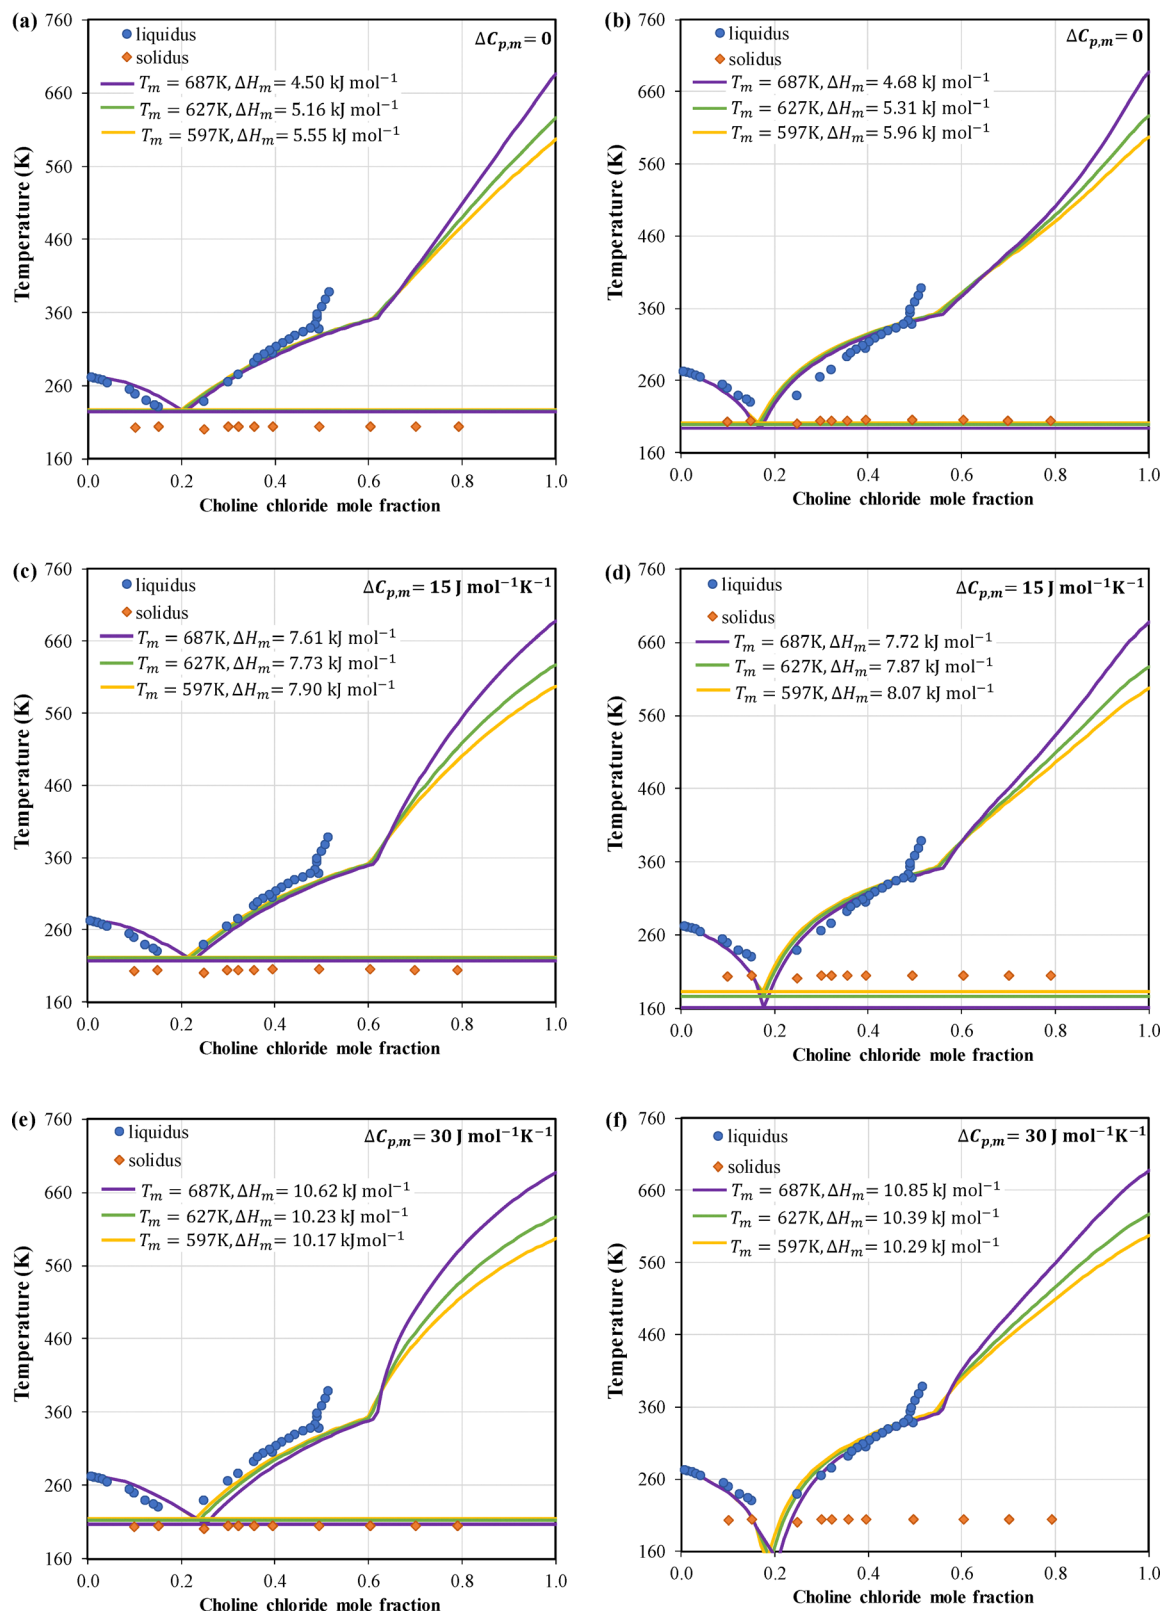 (a)
760
660
560
460
360
260
160
Temperature (K)
liquidus
solidus
ΔC_{p,m} = 0
T_m = 687K, ΔH_m = 4.50 kJ mol⁻¹
T_m = 627K, ΔH_m = 5.16 kJ mol⁻¹
T_m = 597K, ΔH_m = 5.55 kJ mol⁻¹
0.0 0.2 0.4 0.6 0.8 1.0
Choline chloride mole fraction
(b)
760
660
560
460
360
260
160
Temperature (K)
liquidus
solidus
ΔC_{p,m} = 0
T_m = 687K, ΔH_m = 4.68 kJ mol⁻¹
T_m = 627K, ΔH_m = 5.31 kJ mol⁻¹
T_m = 597K, ΔH_m = 5.96 kJ mol⁻¹
0.0 0.2 0.4 0.6 0.8 1.0
Choline chloride mole fraction
(c)
760
660
560
460
360
260
160
Temperature (K)
liquidus
solidus
ΔC_{p,m} = 15 J mol⁻¹K⁻¹
T_m = 687K, ΔH_m = 7.61 kJ mol⁻¹
T_m = 627K, ΔH_m = 7.73 kJ mol⁻¹
T_m = 597K, ΔH_m = 7.90 kJ mol⁻¹
0.0 0.2 0.4 0.6 0.8 1.0
Choline chloride mole fraction
(d)
760
660
560
460
360
260
160
Temperature (K)
liquidus
solidus
ΔC_{p,m} = 15 J mol⁻¹K⁻¹
T_m = 687K, ΔH_m = 7.72 kJ mol⁻¹
T_m = 627K, ΔH_m = 7.87 kJ mol⁻¹
T_m = 597K, ΔH_m = 8.07 kJ mol⁻¹
0.0 0.2 0.4 0.6 0.8 1.0
Choline chloride mole fraction
(e)
760
660
560
460
360
260
160
Temperature (K)
liquidus
solidus
ΔC_{p,m} = 30 J mol⁻¹K⁻¹
T_m = 687K, ΔH_m = 10.62 kJ mol⁻¹
T_m = 627K, ΔH_m = 10.23 kJ mol⁻¹
T_m = 597K, ΔH_m = 10.17 kJmol⁻¹
0.0 0.2 0.4 0.6 0.8 1.0
Choline chloride mole fraction
(f)
760
660
560
460
360
260
160
Temperature (K)
liquidus
solidus
ΔC_{p,m} = 30 J mol⁻¹K⁻¹
T_m = 687K, ΔH_m = 10.85 kJ mol⁻¹
T_m = 627K, ΔH_m = 10.39 kJ mol⁻¹
T_m = 597K, ΔH_m = 10.29 kJ mol⁻¹
0.0 0.2 0.4 0.6 0.8 1.0
Choline chloride mole fraction